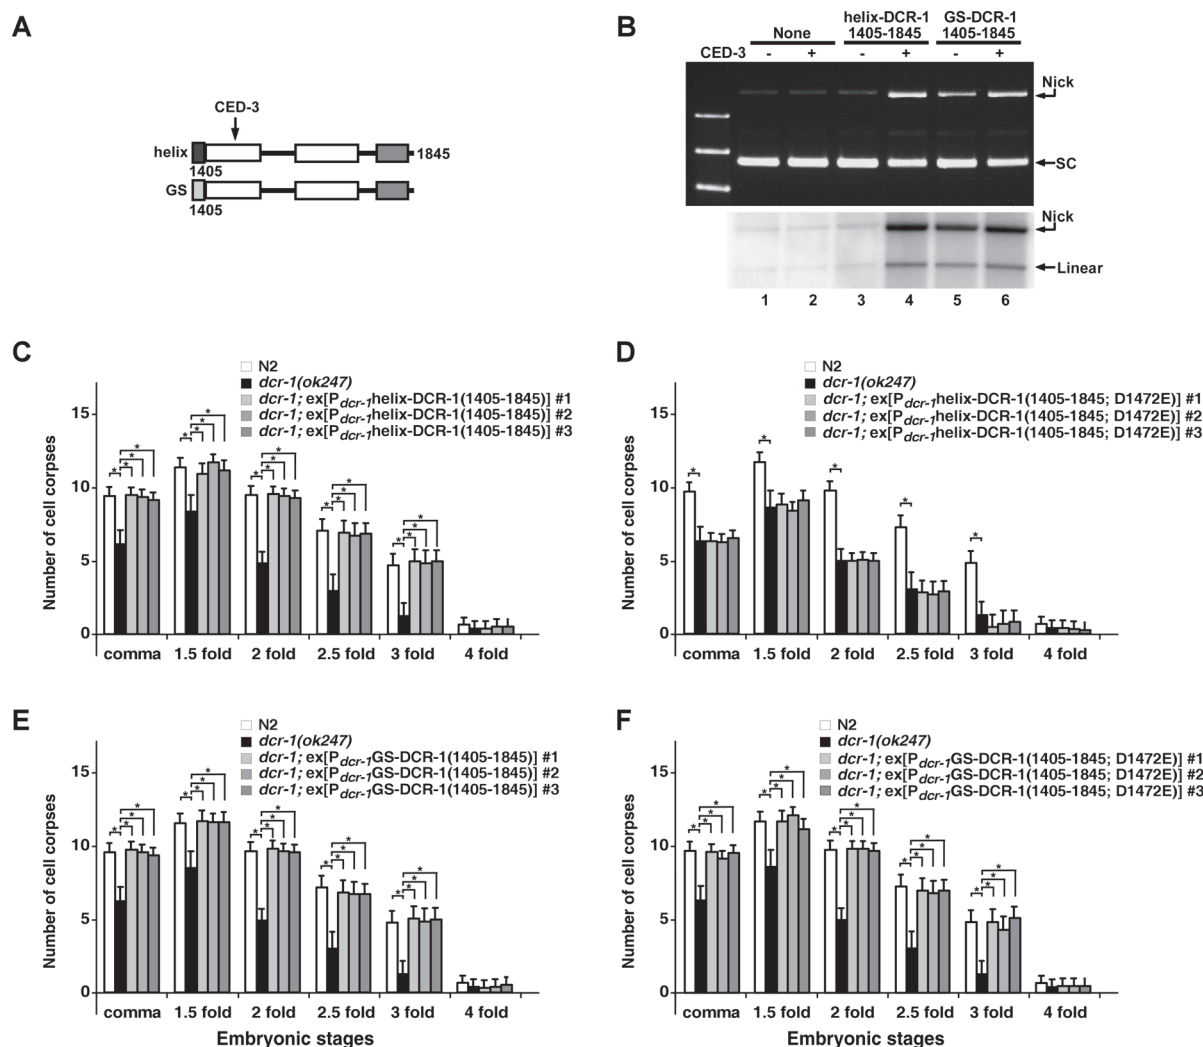 A
CED-3
helix
1845
1405
GS
1405
B
helix-DCR-1 GS-DCR-1
None 1405-1845 1405-1845
CED-3 - + - + - +
Nick
SC
Nick
Linear
1 2 3 4 5 6
C
N2
dcr-1(ok247)
dcr-1; ex[Pdcr-1helix-DCR-1(1405-1845)] #1
dcr-1; ex[Pdcr-1helix-DCR-1(1405-1845)] #2
dcr-1; ex[Pdcr-1helix-DCR-1(1405-1845)] #3
Number of cell corpses
10
5
0
comma 1.5 fold 2 fold 2.5 fold 3 fold 4 fold
D
N2
dcr-1(ok247)
dcr-1; ex[Pdcr-1helix-DCR-1(1405-1845; D1472E)] #1
dcr-1; ex[Pdcr-1helix-DCR-1(1405-1845; D1472E)] #2
dcr-1; ex[Pdcr-1helix-DCR-1(1405-1845; D1472E)] #3
Number of cell corpses
10
5
0
comma 1.5 fold 2 fold 2.5 fold 3 fold 4 fold
E
N2
dcr-1(ok247)
dcr-1; ex[Pdcr-1GS-DCR-1(1405-1845)] #1
dcr-1; ex[Pdcr-1GS-DCR-1(1405-1845)] #2
dcr-1; ex[Pdcr-1GS-DCR-1(1405-1845)] #3
Number of cell corpses
10
5
0
comma 1.5 fold 2 fold 2.5 fold 3 fold 4 fold
Embryonic stages
F
N2
dcr-1(ok247)
dcr-1; ex[Pdcr-1GS-DCR-1(1405-1845; D1472E)] #1
dcr-1; ex[Pdcr-1GS-DCR-1(1405-1845; D1472E)] #2
dcr-1; ex[Pdcr-1GS-DCR-1(1405-1845; D1472E)] #3
Number of cell corpses
10
5
0
comma 1.5 fold 2 fold 2.5 fold 3 fold 4 fold
Embryonic stages